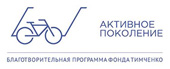 АКТИВНОЕ
ПОКОЛЕНИЕ
БЛАГОТВОРИТЕЛЬНАЯ ПРОГРАММА ФОНДА ТИМЧЕНКО